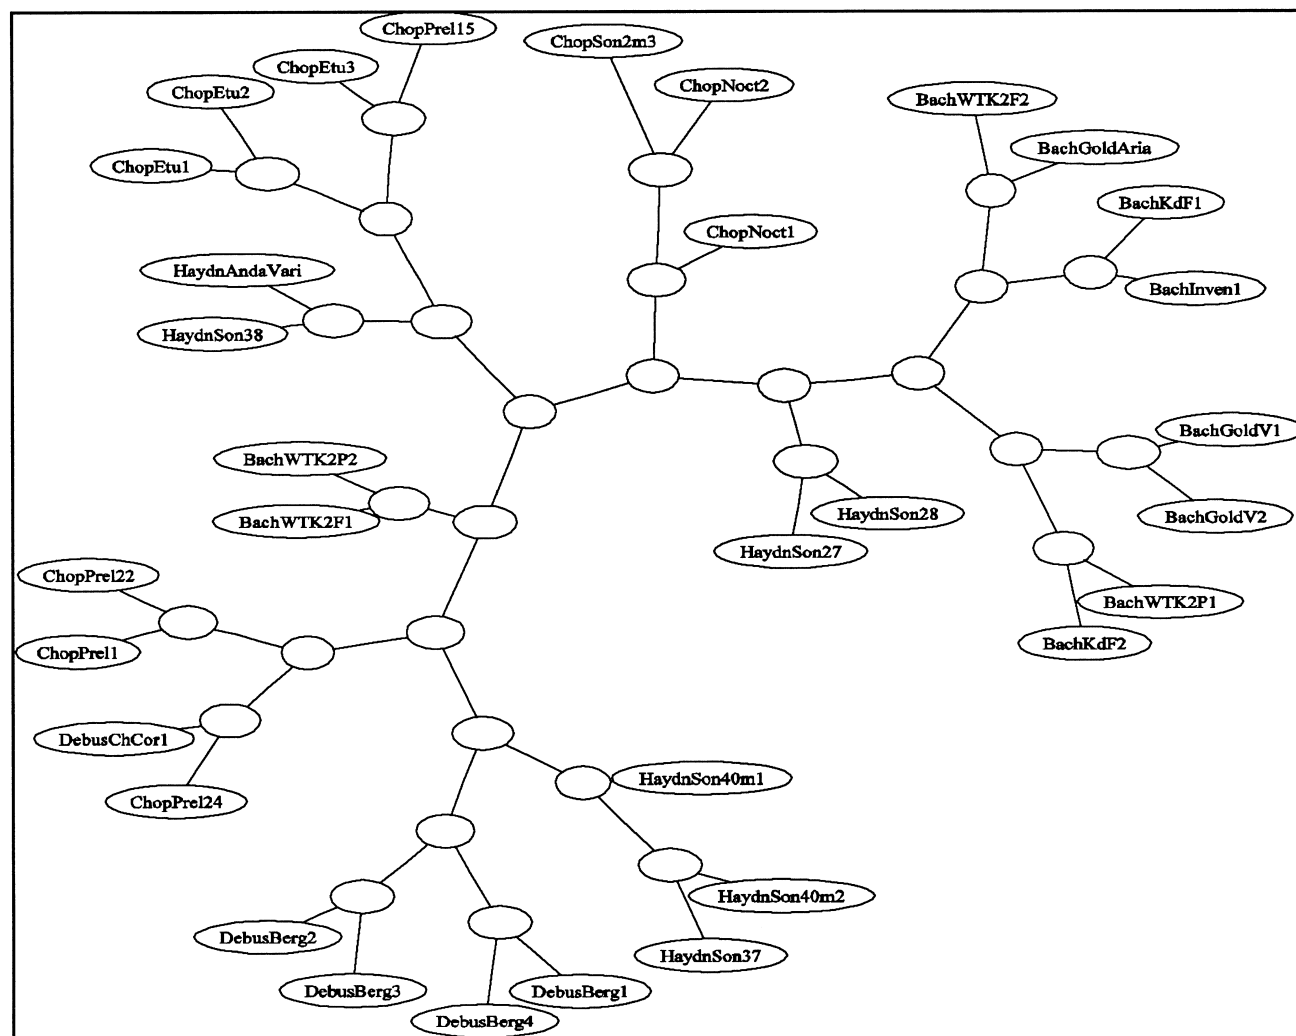 ChopPrel15
ChopSon2m3
ChopEtu3
ChopNoct2
ChopEtu2
BachWTK2F2
BachGoldAria
ChopEtu1
BachKdF1
ChopNoct1
HaydnAndaVari
BachInven1
HaydnSon38
BachGoldV1
BachWTK2P2
BachWTK2F1
HaydnSon28
BachGoldV2
HaydnSon27
ChopPrel22
BachWTK2P1
BachKdF2
ChopPrel1
DebusChCor1
HaydnSon40m1
ChopPrel24
HaydnSon40m2
DebusBerg2
HaydnSon37
DebusBerg3
DebusBerg1
DebusBerg4